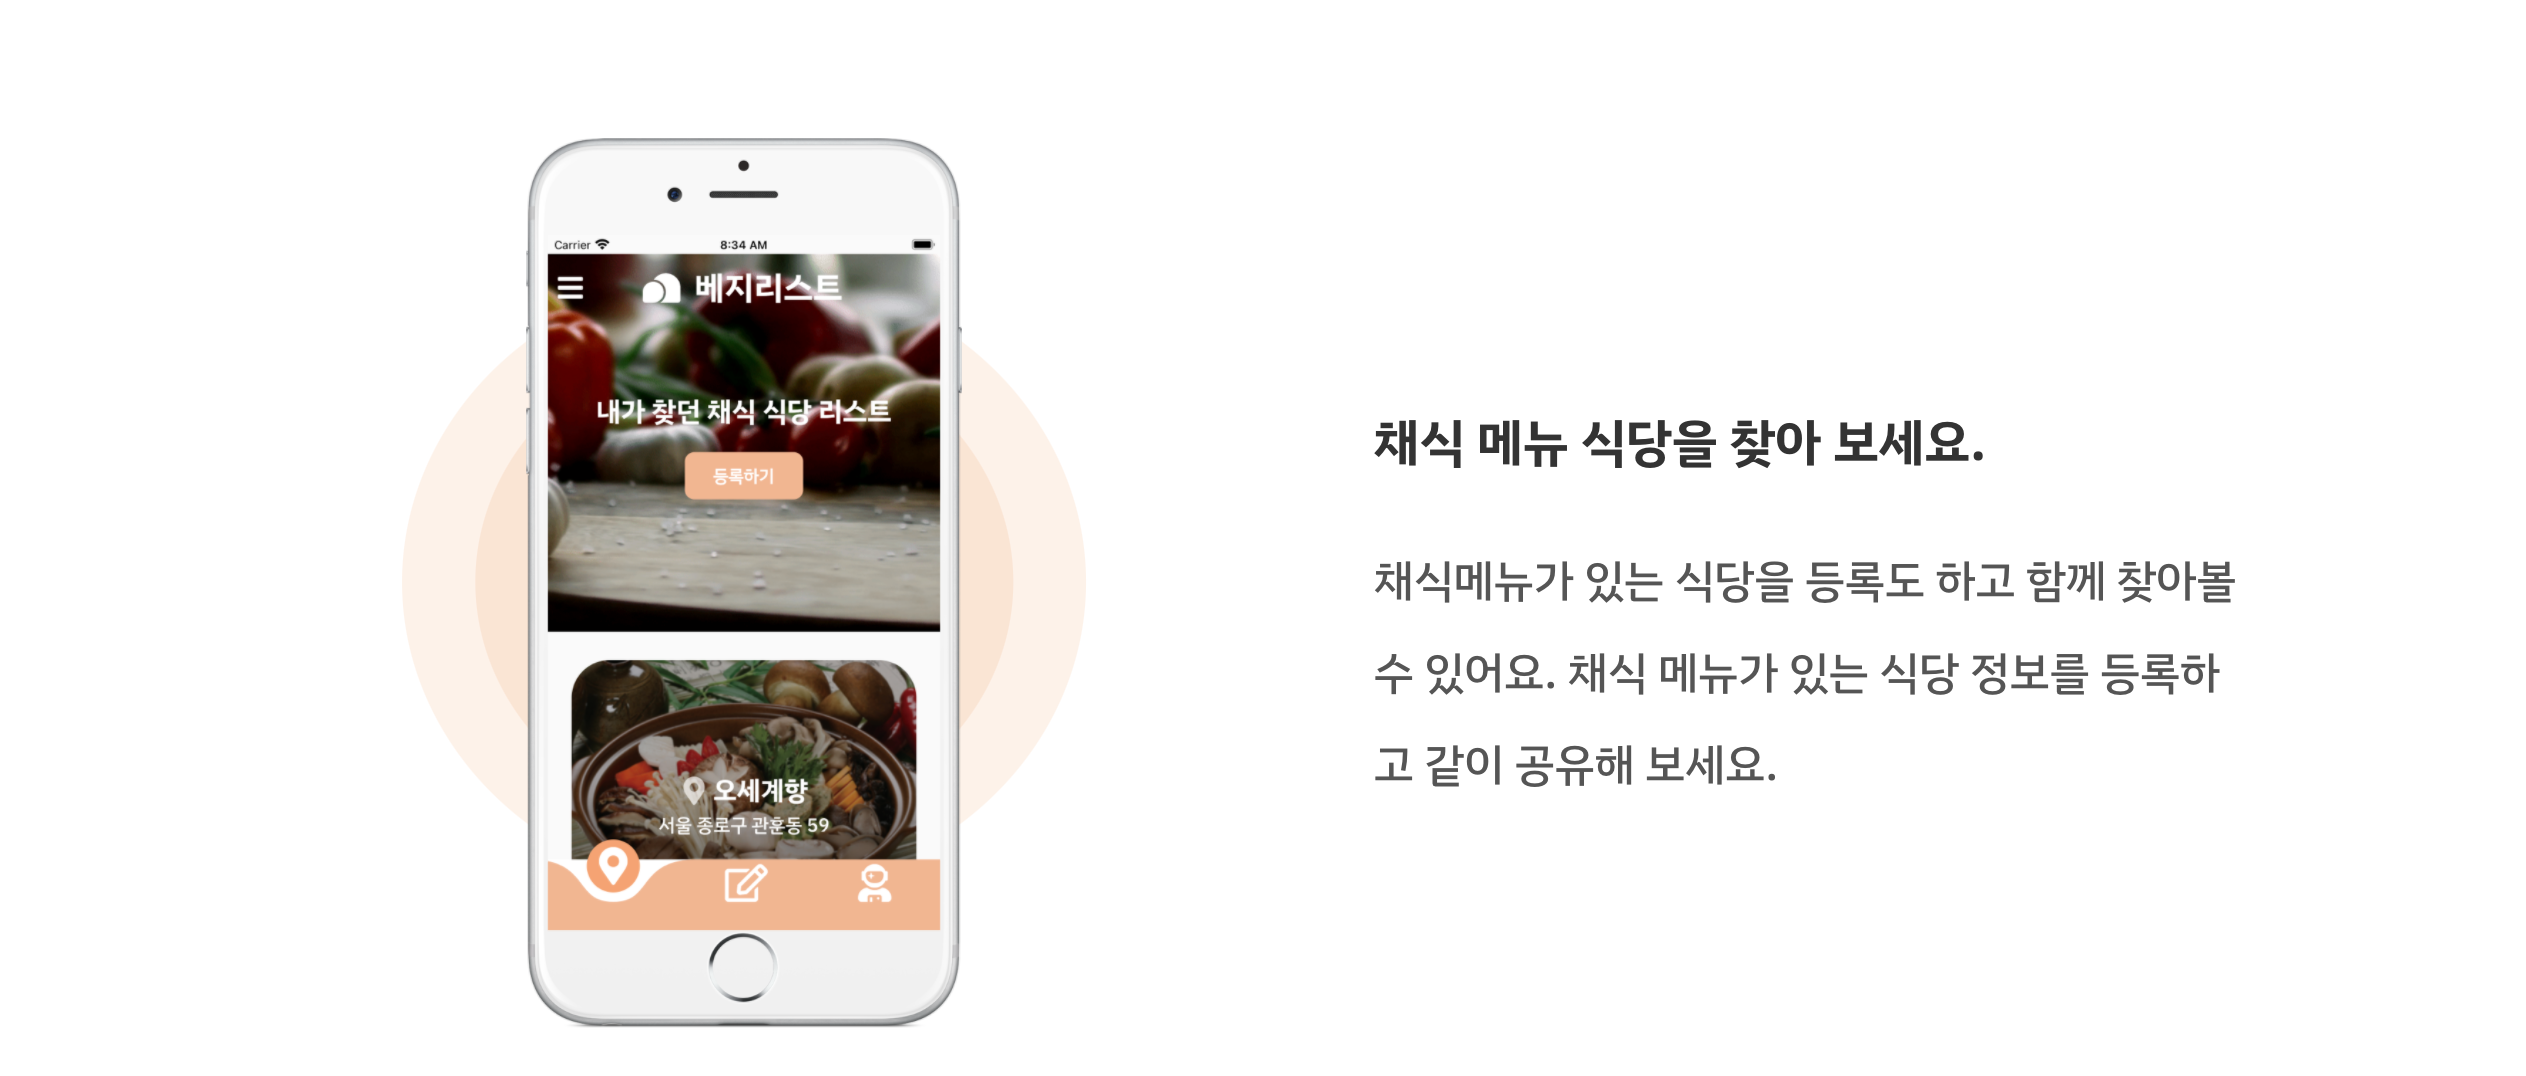 Carrier 8:34 AM
베지리스트
내가 찾던 채식 식당 리스트
등록하기
오세계향
서울 종로구 관훈동 59
채식 메뉴 식당을 찾아 보세요.
채식메뉴가 있는 식당을 등록도 하고 함께 찾아볼
수 있어요. 채식 메뉴가 있는 식당 정보를 등록하
고 같이 공유해 보세요.